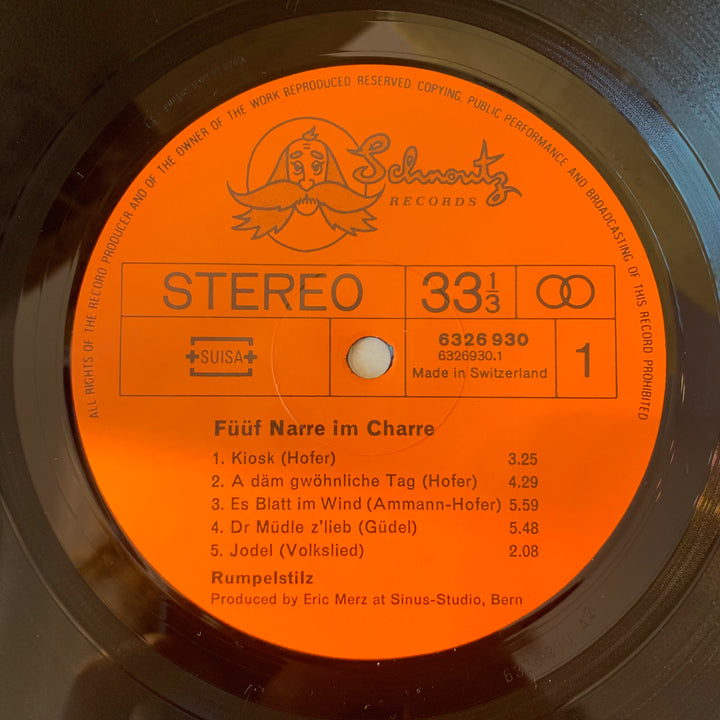 ALL RIGHTS OF THE RECORD PRODUCER AND OF THE OWNER OF THE WORK REPRODUCED RESERVED. COPYING, PUBLIC PERFORMANCE AND BROADCASTING OF THIS RECORD PROHIBITED
Schnoutz
RECORDS
STEREO 33 1/3
SUISA
6326 930
6326930.1
Made in Switzerland
1
Füüf Narre im Charre
1. Kiosk (Hofer) 3.25
2. A däm gwöhnliche Tag (Hofer) 4.29
3. Es Blatt im Wind (Ammann-Hofer) 5.59
4. Dr Müdle z'lieb (Güdel) 5.48
5. Jodel (Volkslied) 2.08
Rumpelstilz
Produced by Eric Merz at Sinus-Studio, Bern